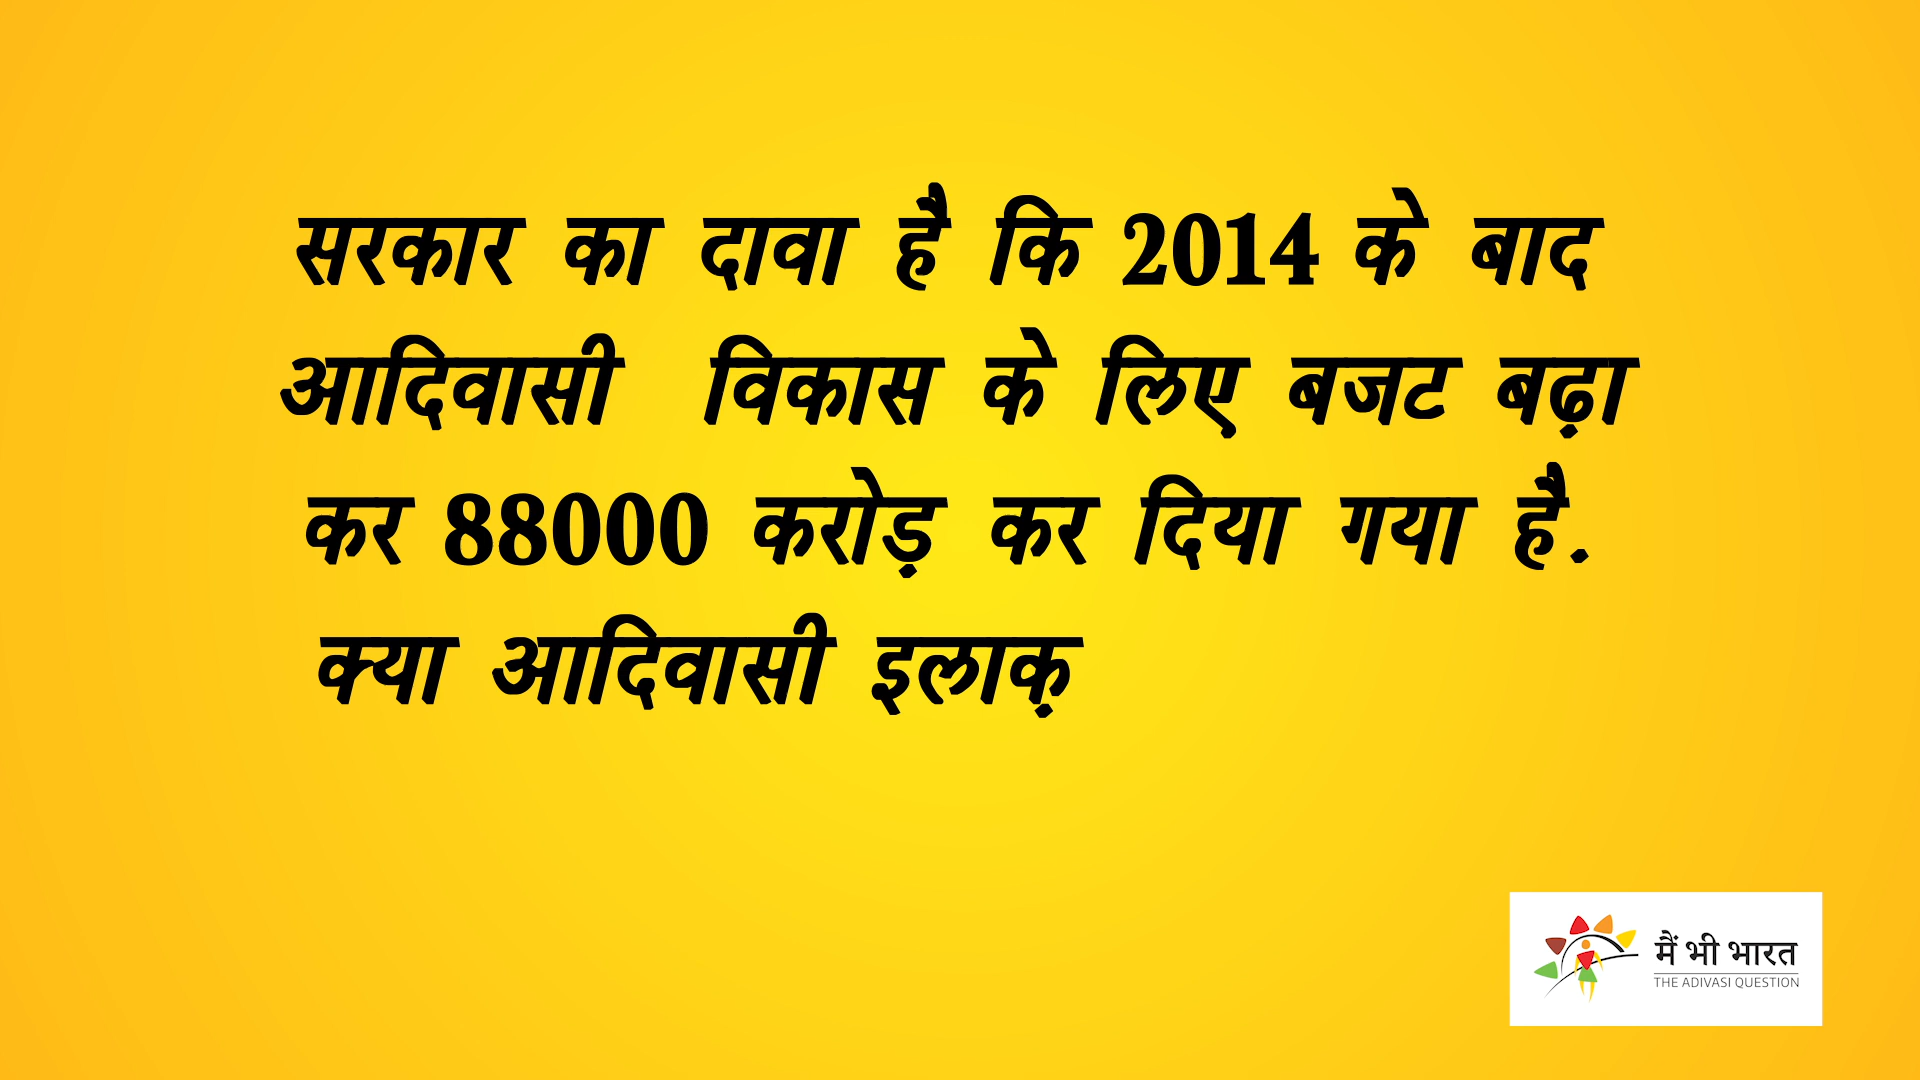 सरकार का दावा है कि 2014 के बाद
आदिवासी विकास के लिए बजट बढ़ा
कर 88000 करोड़ कर दिया गया है.
क्या आदिवासी इलाक़
मैं भी भारत
THE ADIVASI QUESTION